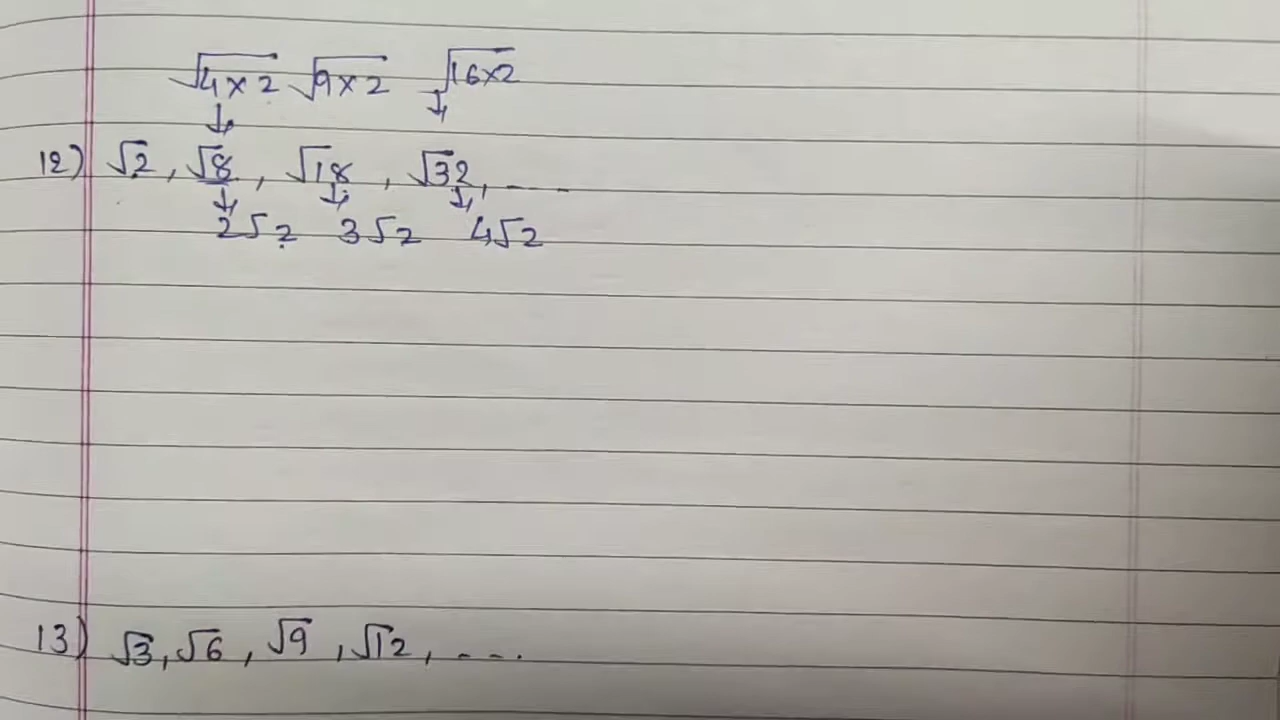 √4×2 √9×2 √16×2
12) √2, √8, √18, √32, ---
2√2 3√2 4√2
13) √3, √6, √9, √12, ---.